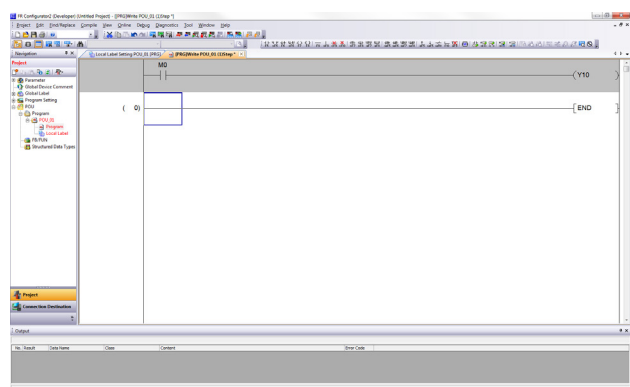 FR Configurator2 (Developer) (Untitled Project) - [[PRG]Write POU_01 (1)Step *]
Project Edit Find/Replace Compile View Online Debug Diagnostics Tool Window Help
Navigation
Local Label Setting POU_01 [PRG]
[PRG]Write POU_01 (1)Step *
Project
Parameter
Global Device Comment
Global Label
Program Setting
POU
Program
POU_01
Program
Local Label
FB/FUN
Structured Data Types
M0
(Y10 )
( 0)
[ END ]
Project
Connection Destination
Output
No. Result Data Name Class Content Error Code